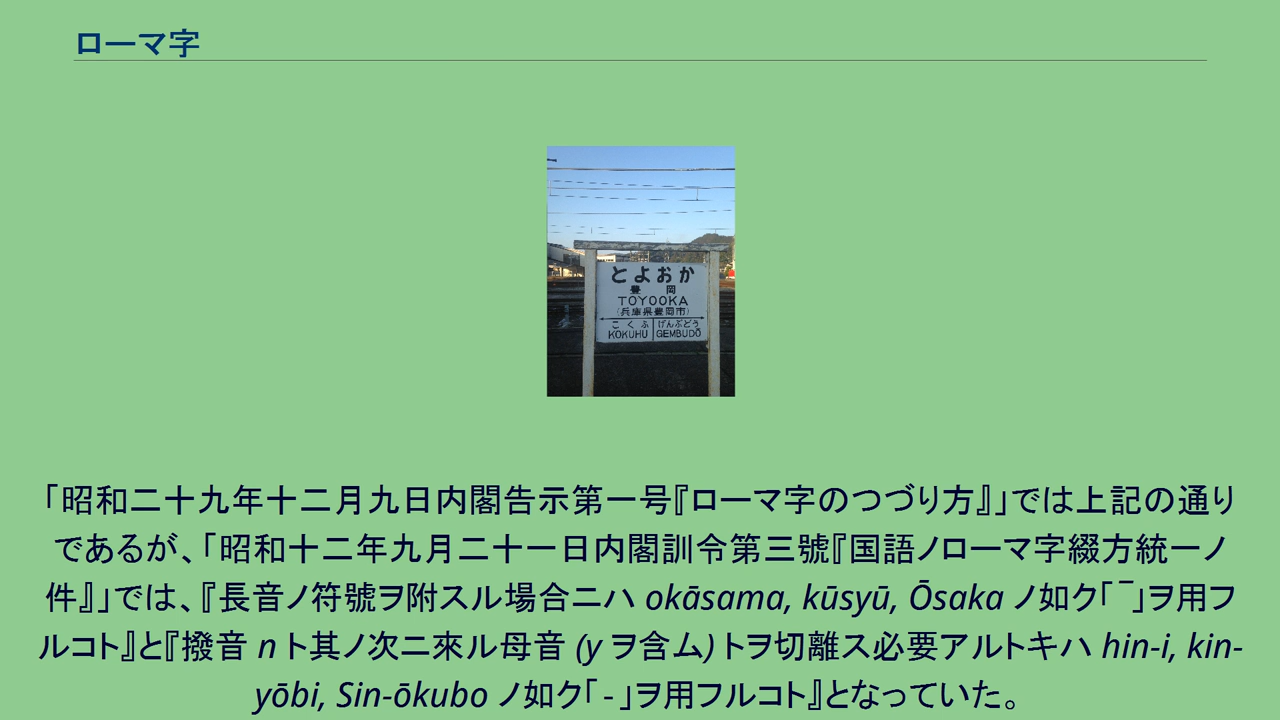 ローマ字
とよおか
豊岡
TOYOOKA
(兵庫県豊岡市)
こくふ げんぶどう
KOKUHU GEMBUDŌ
「昭和二十九年十二月九日内閣告示第一号『ローマ字のつづり方』」では上記の通り
であるが、「昭和十二年九月二十一日内閣訓令第三號『国語ノローマ字綴方統一ノ
件』」では、『長音ノ符號ヲ附スル場合ニハ okāsama, kūsyū, Ōsaka ノ如ク「‾」ヲ用フ
ルコト』と『撥音 n ト其ノ次ニ來ル母音 (y ヲ含ム) トヲ切離ス必要アルトキハ hin-i, kin-
yōbi, Sin-ōkubo ノ如ク「-」ヲ用フルコト』となっていた。